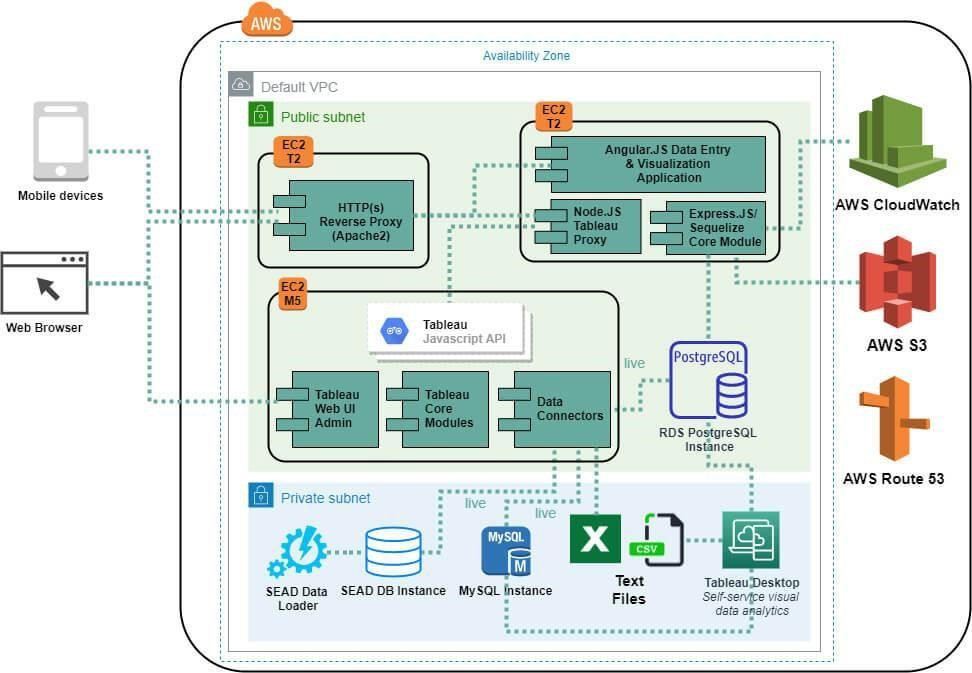 AWS
Availability Zone
Default VPC
Public subnet
EC2
T2
HTTP(s)
Reverse Proxy
(Apache2)
EC2
T2
Angular.JS Data Entry
& Visualization
Application
Node.JS
Tableau
Proxy
Express.JS/
Sequelize
Core Module
Mobile devices
Web Browser
AWS CloudWatch
AWS S3
AWS Route 53
EC2
M5
Tableau
Javascript API
Tableau
Web UI
Admin
Tableau
Core
Modules
Data
Connectors
live
PostgreSQL
RDS PostgreSQL
Instance
Private subnet
live
live
SEAD Data
Loader
SEAD DB Instance
MySQL
M
MySQL Instance
X
CSV
Text
Files
Tableau Desktop
Self-service visual
data analytics